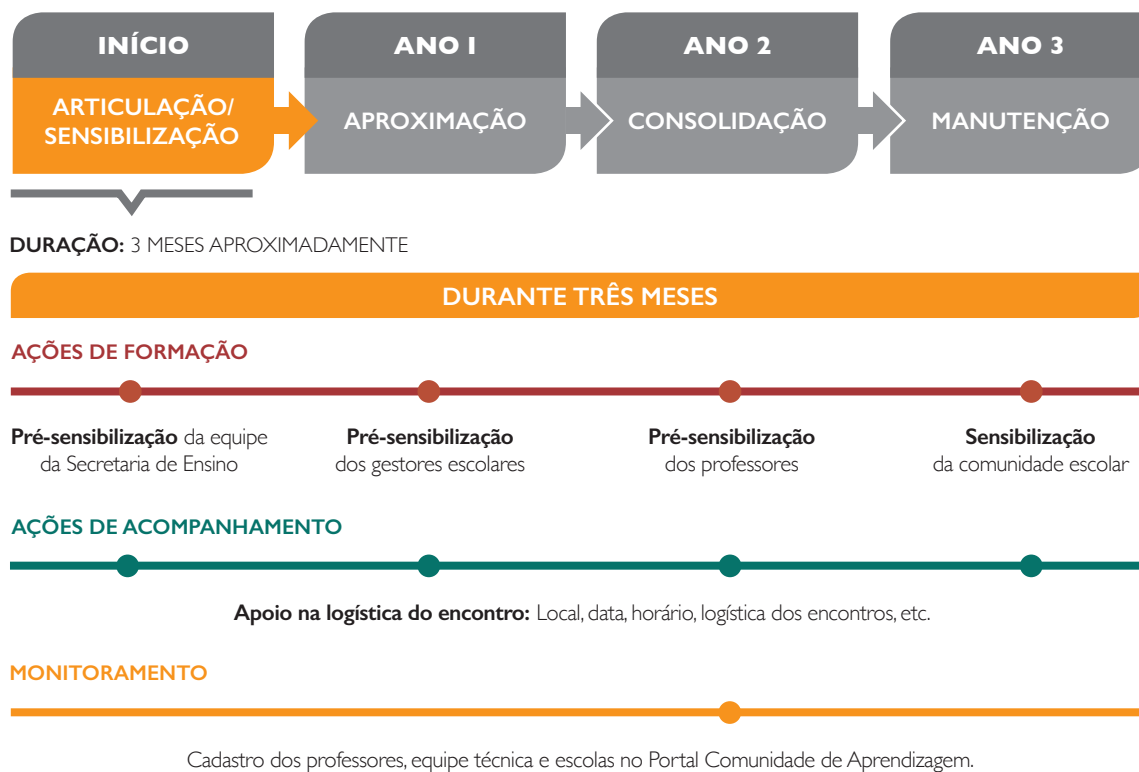 INÍCIO
ARTICULAÇÃO/
SENSIBILIZAÇÃO
ANO 1
APROXIMAÇÃO
ANO 2
CONSOLIDAÇÃO
ANO 3
MANUTENÇÃO
DURAÇÃO: 3 MESES APROXIMADAMENTE
DURANTE TRÊS MESES
AÇÕES DE FORMAÇÃO
Pré-sensibilização da equipe
da Secretaria de Ensino
Pré-sensibilização
dos gestores escolares
Pré-sensibilização
dos professores
Sensibilização
da comunidade escolar
AÇÕES DE ACOMPANHAMENTO
Apoio na logística do encontro: Local, data, horário, logística dos encontros, etc.
MONITORAMENTO
Cadastro dos professores, equipe técnica e escolas no Portal Comunidade de Aprendizagem.